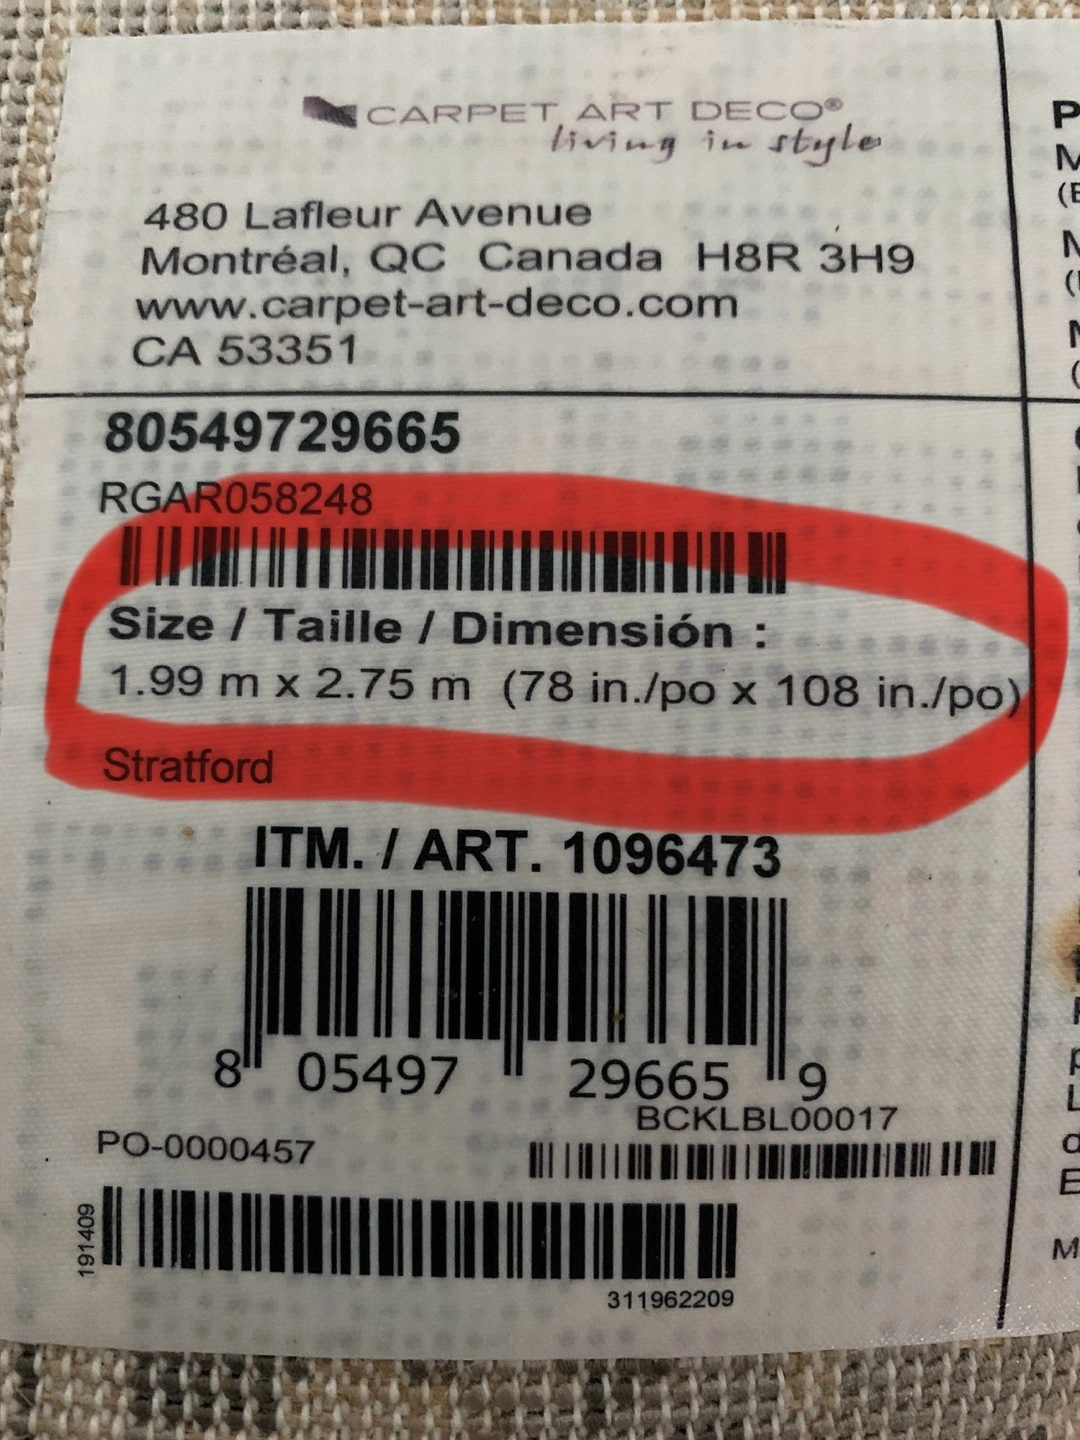 CARPET ART DECO®
living in style
480 Lafleur Avenue
Montréal, QC Canada H8R 3H9
www.carpet-art-deco.com
CA 53351
80549729665
RGAR058248
Size / Taille / Dimensión :
1.99 m x 2.75 m (78 in./po x 108 in./po)
Stratford
ITM. / ART. 1096473
8 05497 29665 9
BCKLBL00017
PO-0000457
191409
311962209